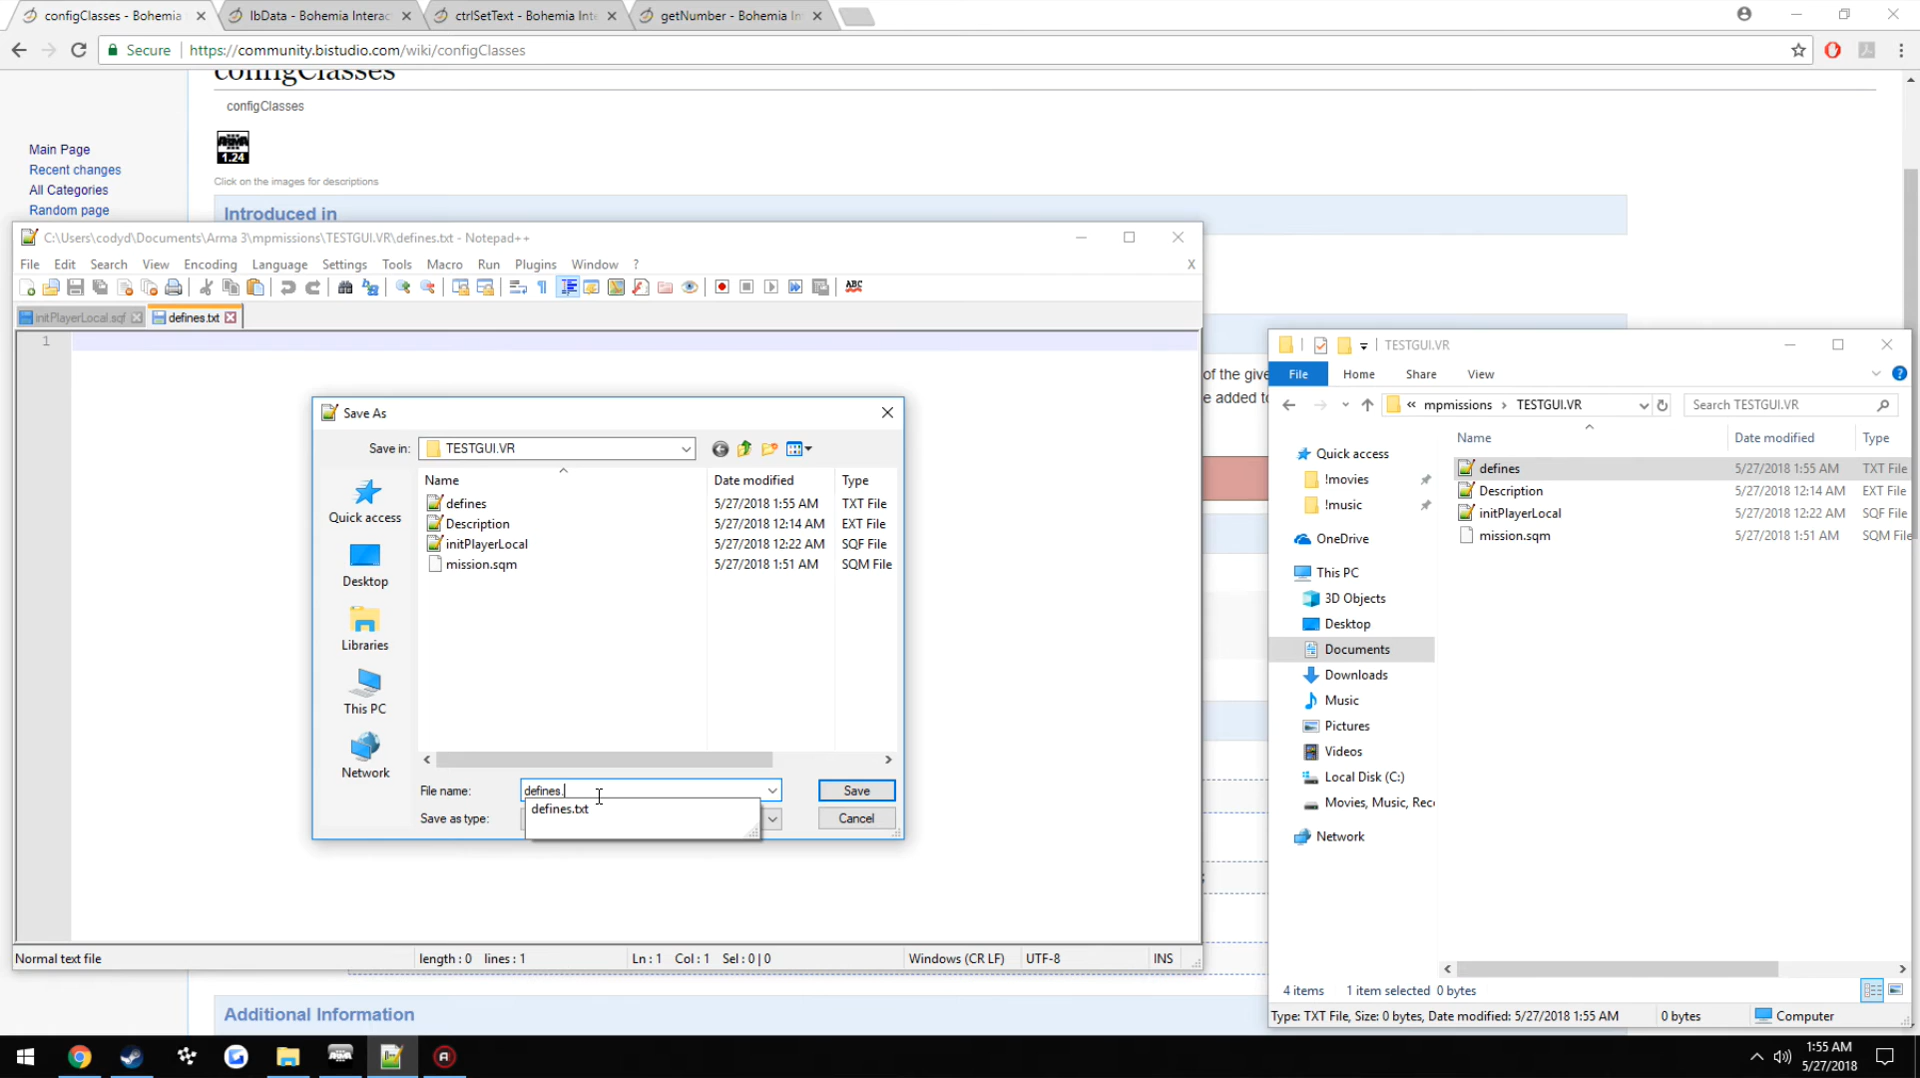 configClasses - Bohemia
lbData - Bohemia Interac
ctrlSetText - Bohemia Int
getNumber - Bohemia In
Secure
https://community.bistudio.com/wiki/configClasses
configClasses
configClasses
1.24
Click on the images for descriptions
Main Page
Recent changes
All Categories
Random page
Introduced in
C:\Users\codyd\Documents\Arma 3\mpmissions\TESTGUI.VR\defines.txt - Notepad++
File Edit Search View Encoding Language Settings Tools Macro Run Plugins Window ?
X
ABC
initPlayerLocal.sqf
defines.txt
1
Save As
Save in:
TESTGUI.VR
Name
Date modified
Type
defines 5/27/2018 1:55 AM TXT File
Description 5/27/2018 12:14 AM EXT File
initPlayerLocal 5/27/2018 12:22 AM SQF File
mission.sqm 5/27/2018 1:51 AM SQM File
Quick access
Desktop
Libraries
This PC
Network
File name:
defines.
Save
defines.txt
Save as type:
Cancel
Normal text file
length : 0 lines : 1
Ln : 1 Col : 1 Sel : 0 | 0
Windows (CR LF)
UTF-8
INS
of the give
e added to
TESTGUI.VR
File Home Share View
« mpmissions › TESTGUI.VR
Search TESTGUI.VR
Name
Date modified
Type
defines 5/27/2018 1:55 AM TXT File
Description 5/27/2018 12:14 AM EXT File
initPlayerLocal 5/27/2018 12:22 AM SQF File
mission.sqm 5/27/2018 1:51 AM SQM File
Quick access
!movies
!music
OneDrive
This PC
3D Objects
Desktop
Documents
Downloads
Music
Pictures
Videos
Local Disk (C:)
Movies, Music, Rec
Network
4 items 1 item selected 0 bytes
Type: TXT File, Size: 0 bytes, Date modified: 5/27/2018 1:55 AM
0 bytes
Computer
Additional Information
1:55 AM
5/27/2018